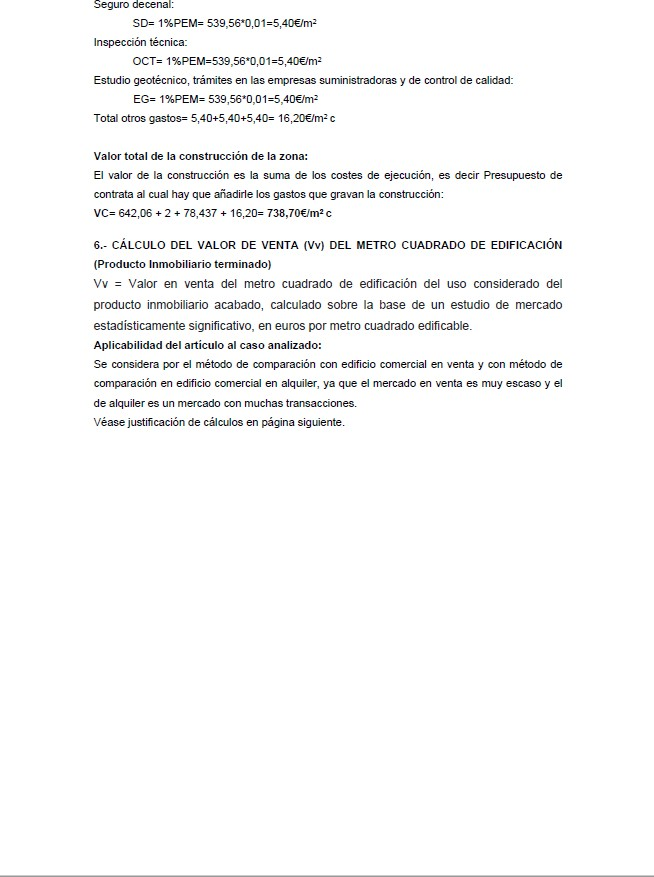 Seguro decenal:
SD= 1%PEM= 539,56*0,01=5,40€/m²
Inspección técnica:
OCT= 1%PEM=539,56*0,01=5,40€/m²
Estudio geotécnico, trámites en las empresas suministradoras y de control de calidad:
EG= 1%PEM= 539,56*0,01=5,40€/m²
Total otros gastos= 5,40+5,40+5,40= 16,20€/m² c
Valor total de la construcción de la zona:
El valor de la construcción es la suma de los costes de ejecución, es decir Presupuesto de
contrata al cual hay que añadirle los gastos que gravan la construcción:
VC= 642,06 + 2 + 78,437 + 16,20= 738,70€/m² c
6.- CÁLCULO DEL VALOR DE VENTA (Vv) DEL METRO CUADRADO DE EDIFICACIÓN
(Producto Inmobiliario terminado)
Vv = Valor en venta del metro cuadrado de edificación del uso considerado del
producto inmobiliario acabado, calculado sobre la base de un estudio de mercado
estadísticamente significativo, en euros por metro cuadrado edificable.
Aplicabilidad del artículo al caso analizado:
Se considera por el método de comparación con edificio comercial en venta y con método de
comparación en edificio comercial en alquiler, ya que el mercado en venta es muy escaso y el
de alquiler es un mercado con muchas transacciones.
Véase justificación de cálculos en página siguiente.